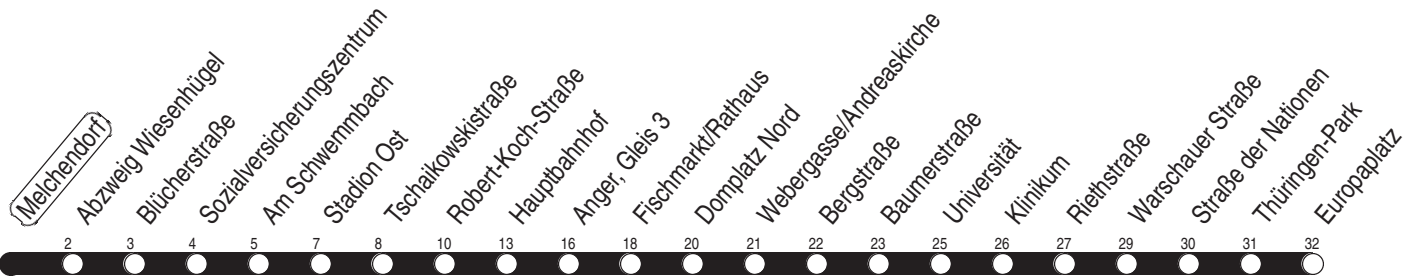 Melchendorf
Abzweig Wiesenhügel
Blücherstraße
Sozialversicherungszentrum
Am Schwemmbach
Stadion Ost
Tschaikowskistraße
Robert-Koch-Straße
Hauptbahnhof
Anger, Gleis 3
Fischmarkt/Rathaus
Domplatz Nord
Webergasse/Andreaskirche
Bergstraße
Baumerstraße
Universität
Klinikum
Riethstraße
Warschauer Straße
Straße der Nationen
Thüringen-Park
Europaplatz
2 3 4 5 7 8 10 13 16 18 20 21 22 23 25 26 27 29 30 31 32